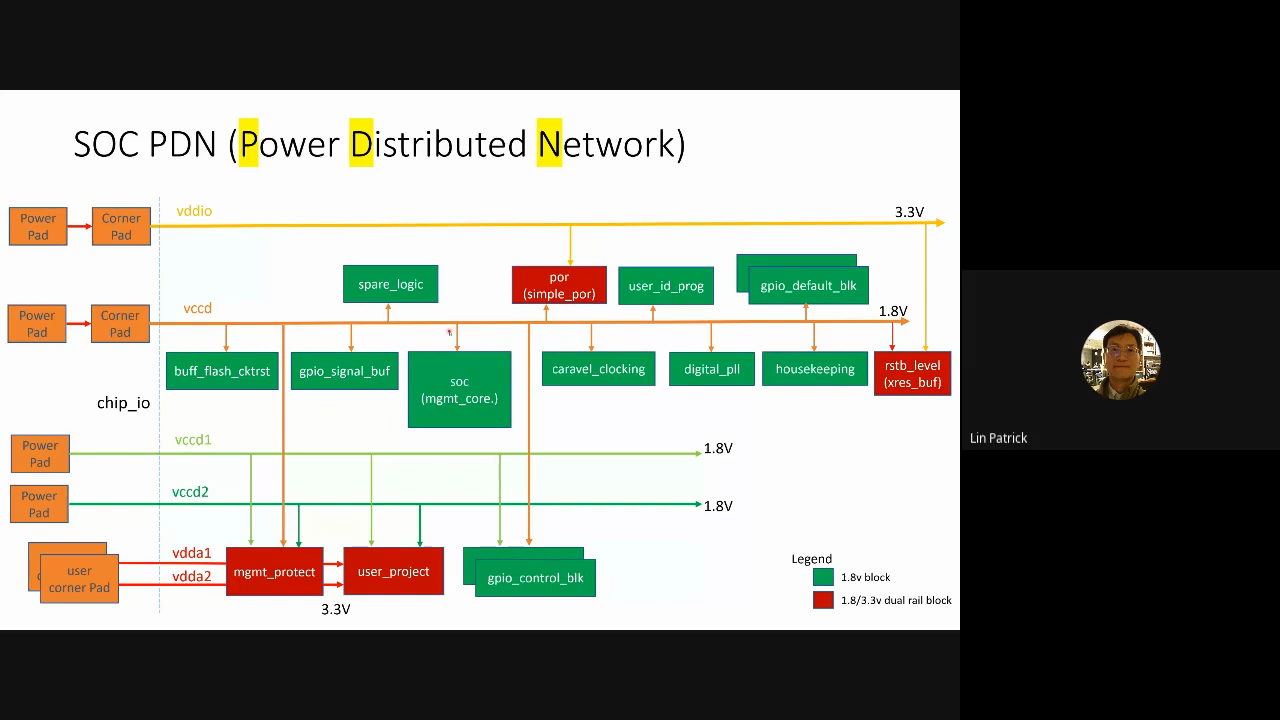 SOC PDN (Power Distributed Network)
Power
Pad
Corner
Pad
vddio
3.3V
spare_logic
por
(simple_por)
user_id_prog
gpio_default_blk
Power
Pad
Corner
Pad
vccd
1.8V
buff_flash_cktrst
gpio_signal_buf
soc
(mgmt_core.)
caravel_clocking
digital_pll
housekeeping
rstb_level
(xres_buf)
chip_io
Power
Pad
vccd1
1.8V
Power
Pad
vccd2
1.8V
user
corner Pad
vdda1
vdda2
mgmt_protect
user_project
gpio_control_blk
3.3V
Legend
1.8v block
1.8/3.3v dual rail block
Lin Patrick